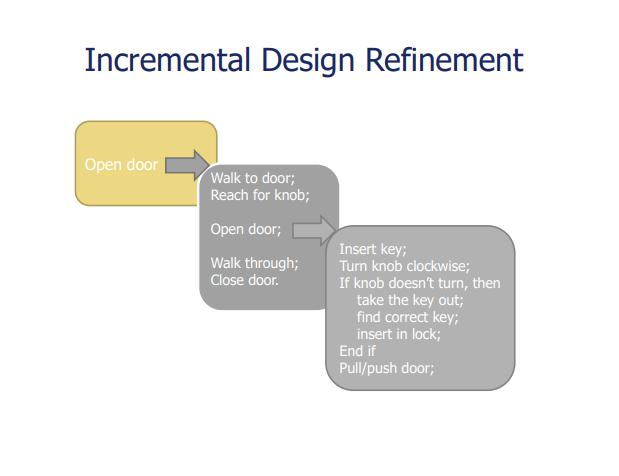 Incremental Design Refinement
Open door
Walk to door;
Reach for knob;
Open door;
Walk through;
Close door.
Insert key;
Turn knob clockwise;
If knob doesn't turn, then
take the key out;
find correct key;
insert in lock;
End if
Pull/push door;